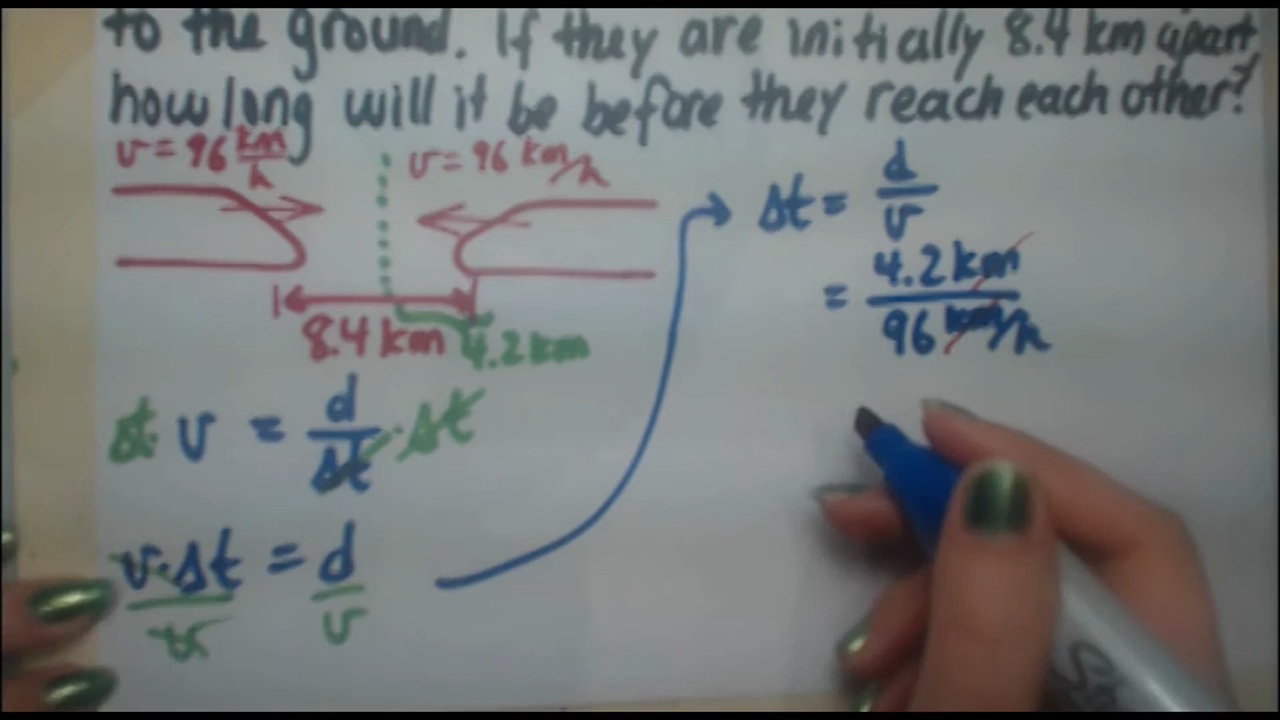 to the ground. If they are initially 8.4 km apart
how long will it be before they reach each other?
v = 96 km/h
v = 96 km/h
8.4 km
4.2 km
Δt · v = d/Δt · Δt
v · Δt / v = d / v
Δt = d/v
= 4.2 km / 96 km/h